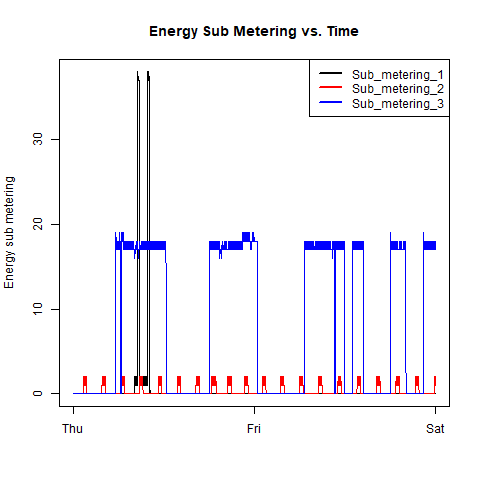 Energy Sub Metering vs. Time
Sub_metering_1
Sub_metering_2
Sub_metering_3
Energy sub metering
30
20
10
0
Thu
Fri
Sat